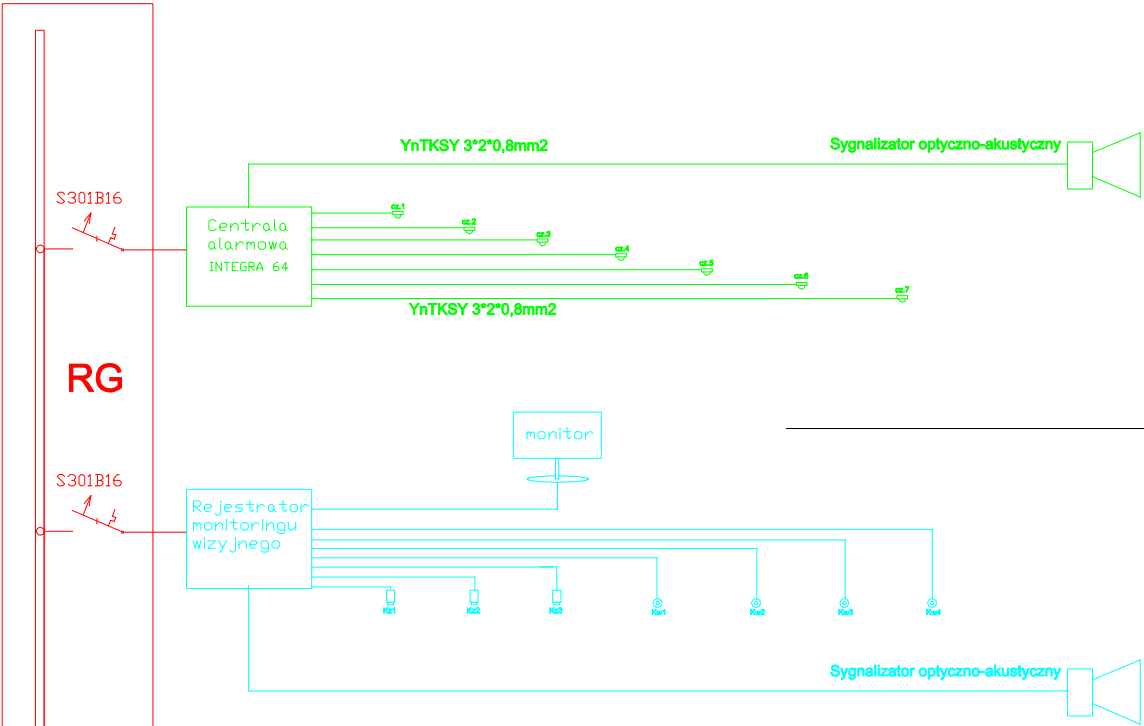 YnTKSY 3*2*0,8mm2
Sygnalizator optyczno-akustyczny
S301B16
Centrala
alarmowa
INTEGRA 64
cz.1
cz.2
cz.3
cz.4
cz.5
cz.6
cz.7
YnTKSY 3*2*0,8mm2
RG
monitor
S301B16
Rejestrator
monitoringu
wizyjnego
Kz1
Kz2
Kz3
Kw1
Kw2
Kw3
Kw4
Sygnalizator optyczno-akustyczny